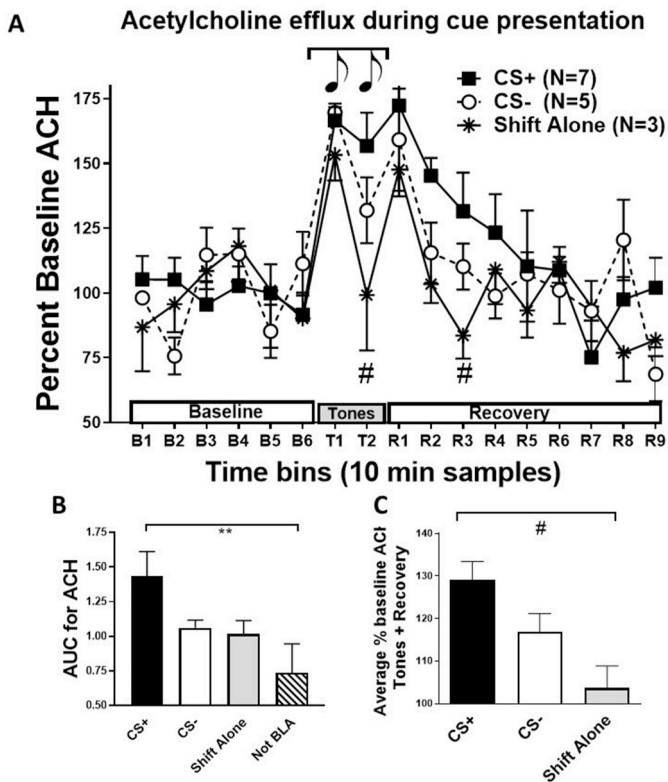 A
Acetylcholine efflux during cue presentation
CS+ (N=7)
CS- (N=5)
Shift Alone (N=3)
Percent Baseline ACH
175
150
125
100
75
50
#
#
Baseline
Tones
Recovery
B1 B2 B3 B4 B5 B6 T1 T2 R1 R2 R3 R4 R5 R6 R7 R8 R9
Time bins (10 min samples)
B
AUC for ACH
1.75
1.50
1.25
1.00
0.75
0.50
**
CS+
CS-
Shift Alone
Not BLA
C
Average % baseline ACH
Tones + Recovery
140
130
120
110
100
#
CS+
CS-
Shift Alone